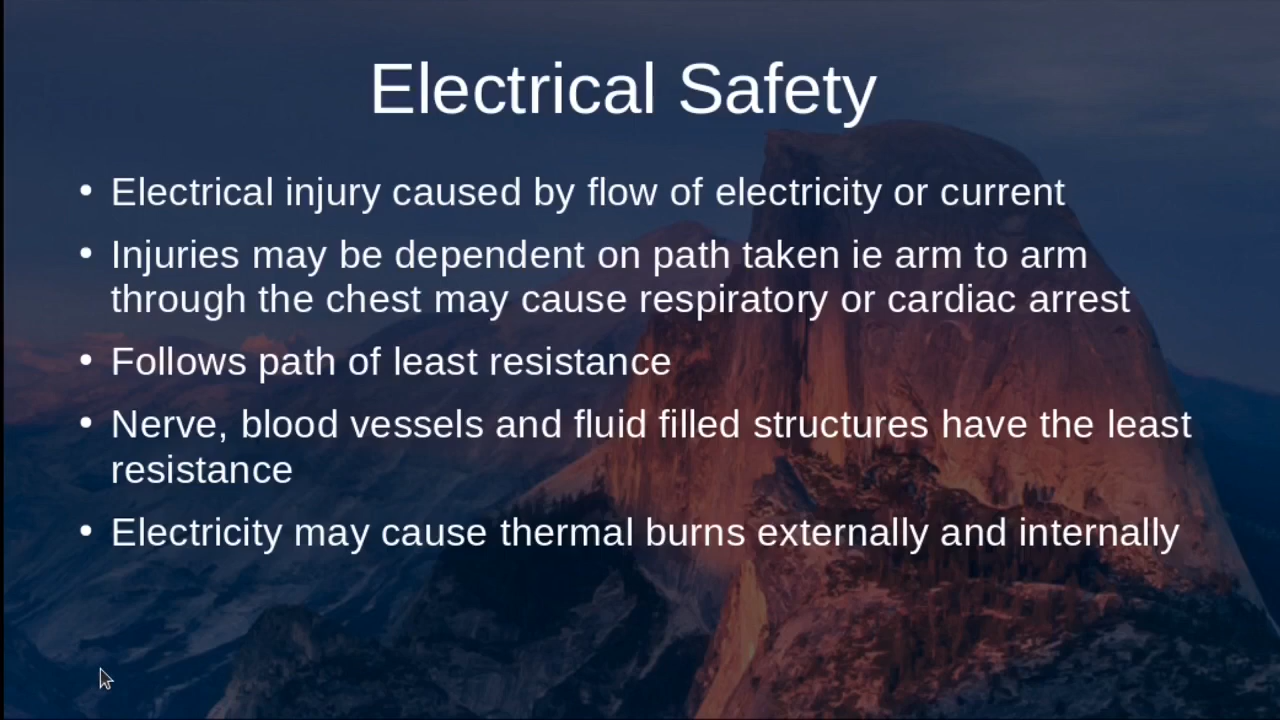 Electrical Safety
• Electrical injury caused by flow of electricity or current
• Injuries may be dependent on path taken ie arm to arm
through the chest may cause respiratory or cardiac arrest
• Follows path of least resistance
• Nerve, blood vessels and fluid filled structures have the least
resistance
• Electricity may cause thermal burns externally and internally